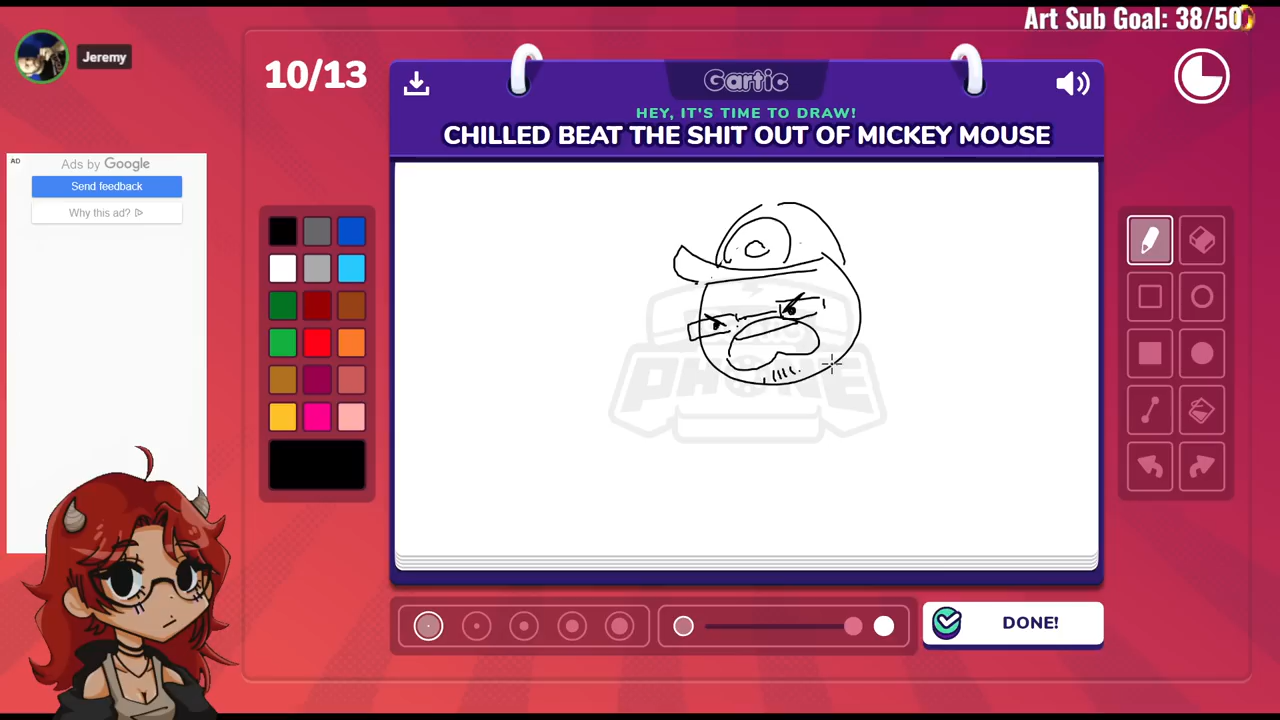 Art Sub Goal: 38/50
Jeremy
10/13
Gartic
HEY, IT'S TIME TO DRAW!
CHILLED BEAT THE SHIT OUT OF MICKEY MOUSE
AD
Ads by Google
Send feedback
Why this ad?
PHONE
DONE!